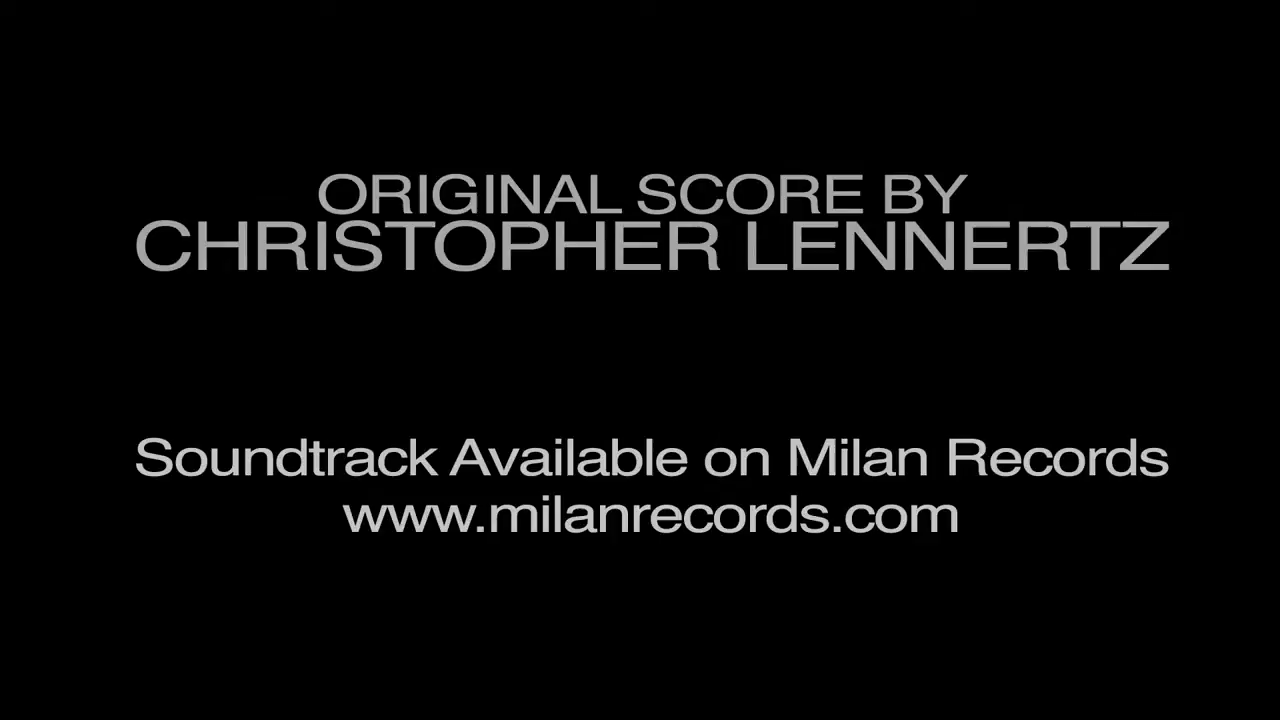 ORIGINAL SCORE BY
CHRISTOPHER LENNERTZ
Soundtrack Available on Milan Records
www.milanrecords.com